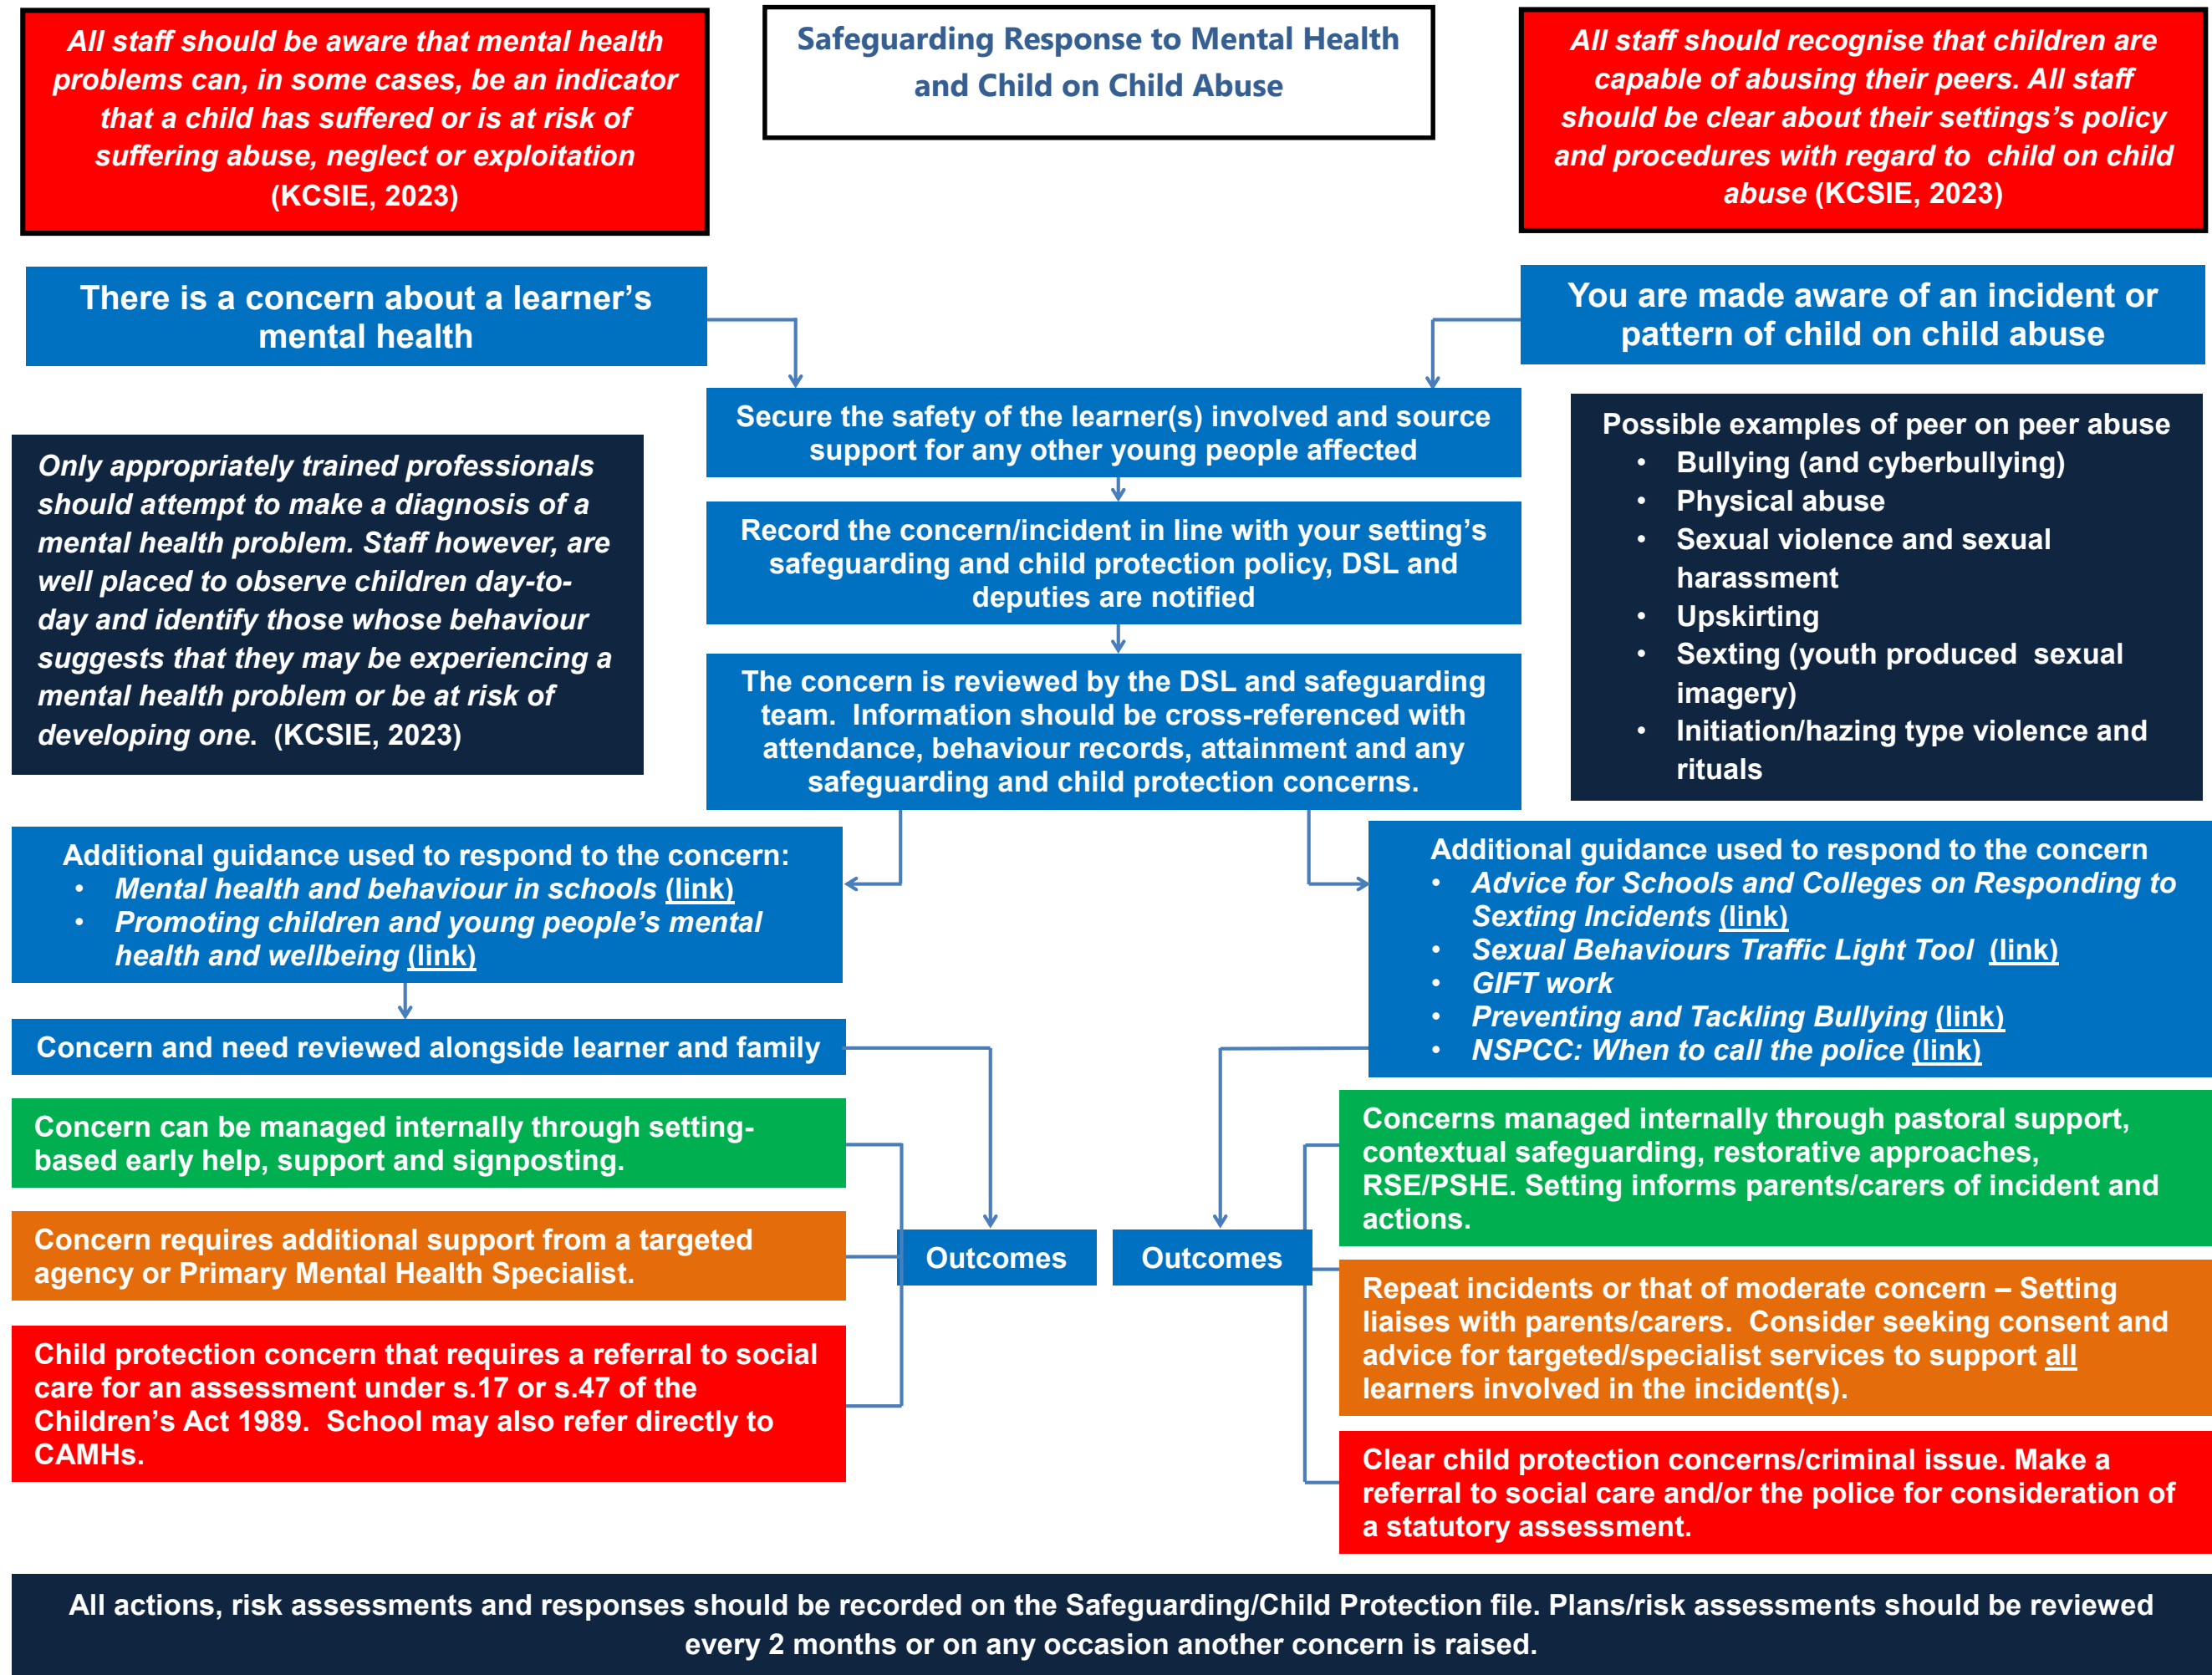 All staff should be aware that mental health
problems can, in some cases, be an indicator
that a child has suffered or is at risk of
suffering abuse, neglect or exploitation
(KCSIE, 2023)
Safeguarding Response to Mental Health
and Child on Child Abuse
All staff should recognise that children are
capable of abusing their peers. All staff
should be clear about their settings's policy
and procedures with regard to child on child
abuse (KCSIE, 2023)
There is a concern about a learner's
mental health
You are made aware of an incident or
pattern of child on child abuse
Secure the safety of the learner(s) involved and source
support for any other young people affected
Only appropriately trained professionals
should attempt to make a diagnosis of a
mental health problem. Staff however, are
well placed to observe children day-to-
day and identify those whose behaviour
suggests that they may be experiencing a
mental health problem or be at risk of
developing one. (KCSIE, 2023)
Record the concern/incident in line with your setting's
safeguarding and child protection policy, DSL and
deputies are notified
Possible examples of peer on peer abuse
• Bullying (and cyberbullying)
• Physical abuse
• Sexual violence and sexual
harassment
• Upskirting
• Sexting (youth produced sexual
imagery)
• Initiation/hazing type violence and
rituals
The concern is reviewed by the DSL and safeguarding
team. Information should be cross-referenced with
attendance, behaviour records, attainment and any
safeguarding and child protection concerns.
Additional guidance used to respond to the concern:
• Mental health and behaviour in schools (link)
• Promoting children and young people's mental
health and wellbeing (link)
Additional guidance used to respond to the concern
• Advice for Schools and Colleges on Responding to
Sexting Incidents (link)
• Sexual Behaviours Traffic Light Tool (link)
• GIFT work
• Preventing and Tackling Bullying (link)
• NSPCC: When to call the police (link)
Concern and need reviewed alongside learner and family
Concern can be managed internally through setting-
based early help, support and signposting.
Concern requires additional support from a targeted
agency or Primary Mental Health Specialist.
Child protection concern that requires a referral to social
care for an assessment under s.17 or s.47 of the
Children's Act 1989. School may also refer directly to
CAMHs.
Outcomes
Outcomes
Concerns managed internally through pastoral support,
contextual safeguarding, restorative approaches,
RSE/PSHE. Setting informs parents/carers of incident and
actions.
Repeat incidents or that of moderate concern – Setting
liaises with parents/carers. Consider seeking consent and
advice for targeted/specialist services to support all
learners involved in the incident(s).
Clear child protection concerns/criminal issue. Make a
referral to social care and/or the police for consideration of
a statutory assessment.
All actions, risk assessments and responses should be recorded on the Safeguarding/Child Protection file. Plans/risk assessments should be reviewed
every 2 months or on any occasion another concern is raised.